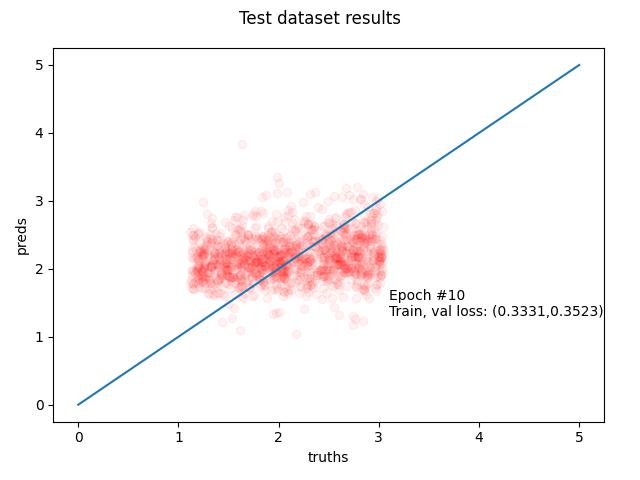 Test dataset results
5
4
3
2
1
0
preds
Epoch #10
Train, val loss: (0.3331,0.3523)
0 1 2 3 4 5
truths